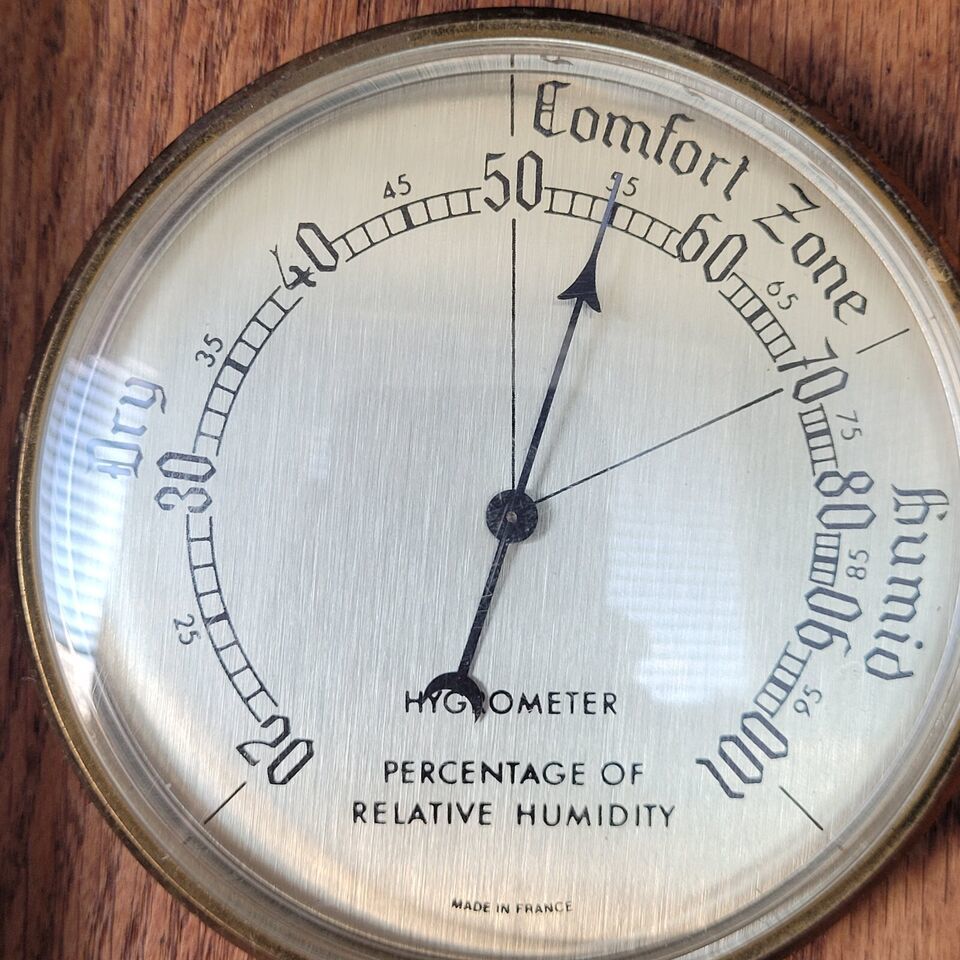 Dry
Comfort Zone
Humid
20
25
30
35
40
45
50
55
60
65
70
75
80
85
90
95
100
HYGROMETER
PERCENTAGE OF
RELATIVE HUMIDITY
MADE IN FRANCE